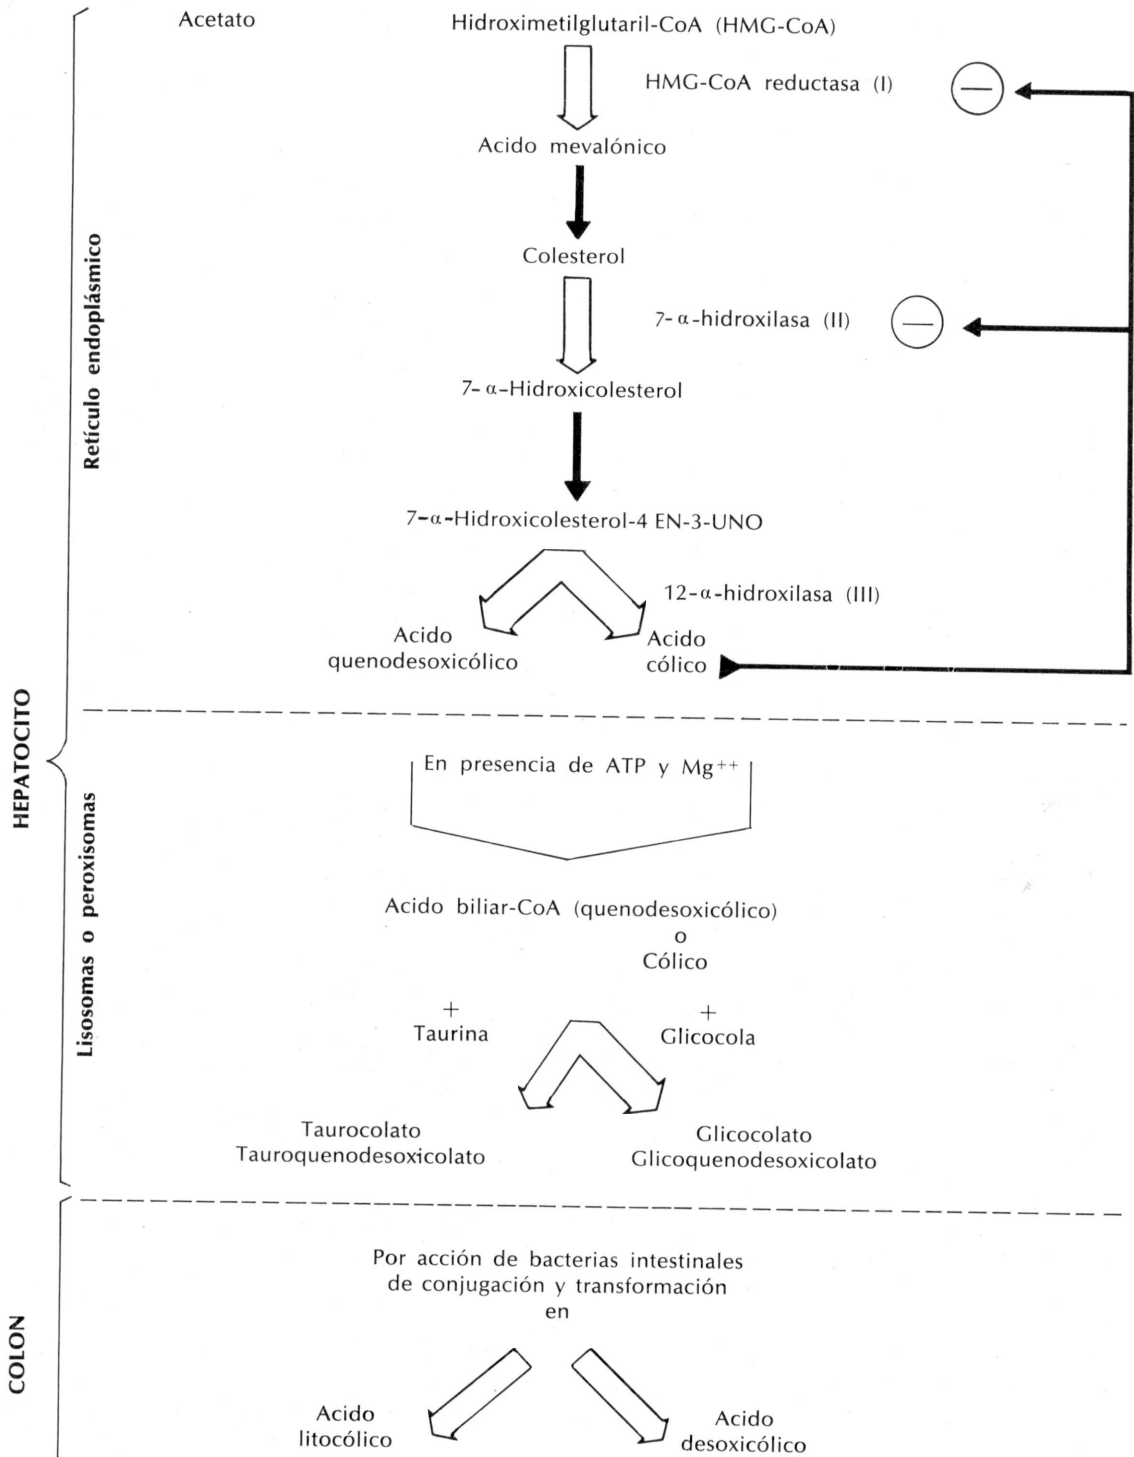 Acetato
Hidroximetilglutaril-CoA (HMG-CoA)
HMG-CoA reductasa (I)
—
Acido mevalónico
Colesterol
Retículo endoplásmico
7-α-hidroxilasa (II)
—
7-α-Hidroxicolesterol
7-α-Hidroxicolesterol-4 EN-3-UNO
12-α-hidroxilasa (III)
Acido
quenodesoxicólico
Acido
cólico
HEPATOCITO
En presencia de ATP y Mg++
Lisosomas o peroxisomas
Acido biliar-CoA (quenodesoxicólico)
o
Cólico
+
Taurina
+
Glicocola
Taurocolato
Tauroquenodesoxicolato
Glicocolato
Glicoquenodesoxicolato
COLON
Por acción de bacterias intestinales
de conjugación y transformación
en
Acido
litocólico
Acido
desoxicólico